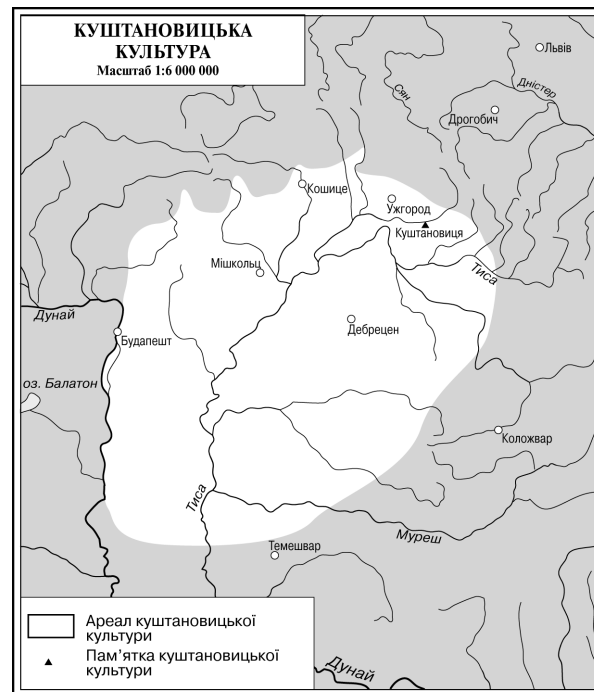 КУШТАНОВИЦЬКА
КУЛЬТУРА
Масштаб 1:6 000 000
Львів
Сян
Дністер
Дрогобич
Кошице
Ужгород
Куштановиця
Мішкольц
Тиса
Дунай
Будапешт
Дебрецен
оз. Балатон
Коложвар
Тиса
Муреш
Темешвар
Ареал куштановицької
культури
Пам’ятка куштановицької
культури
Дунай